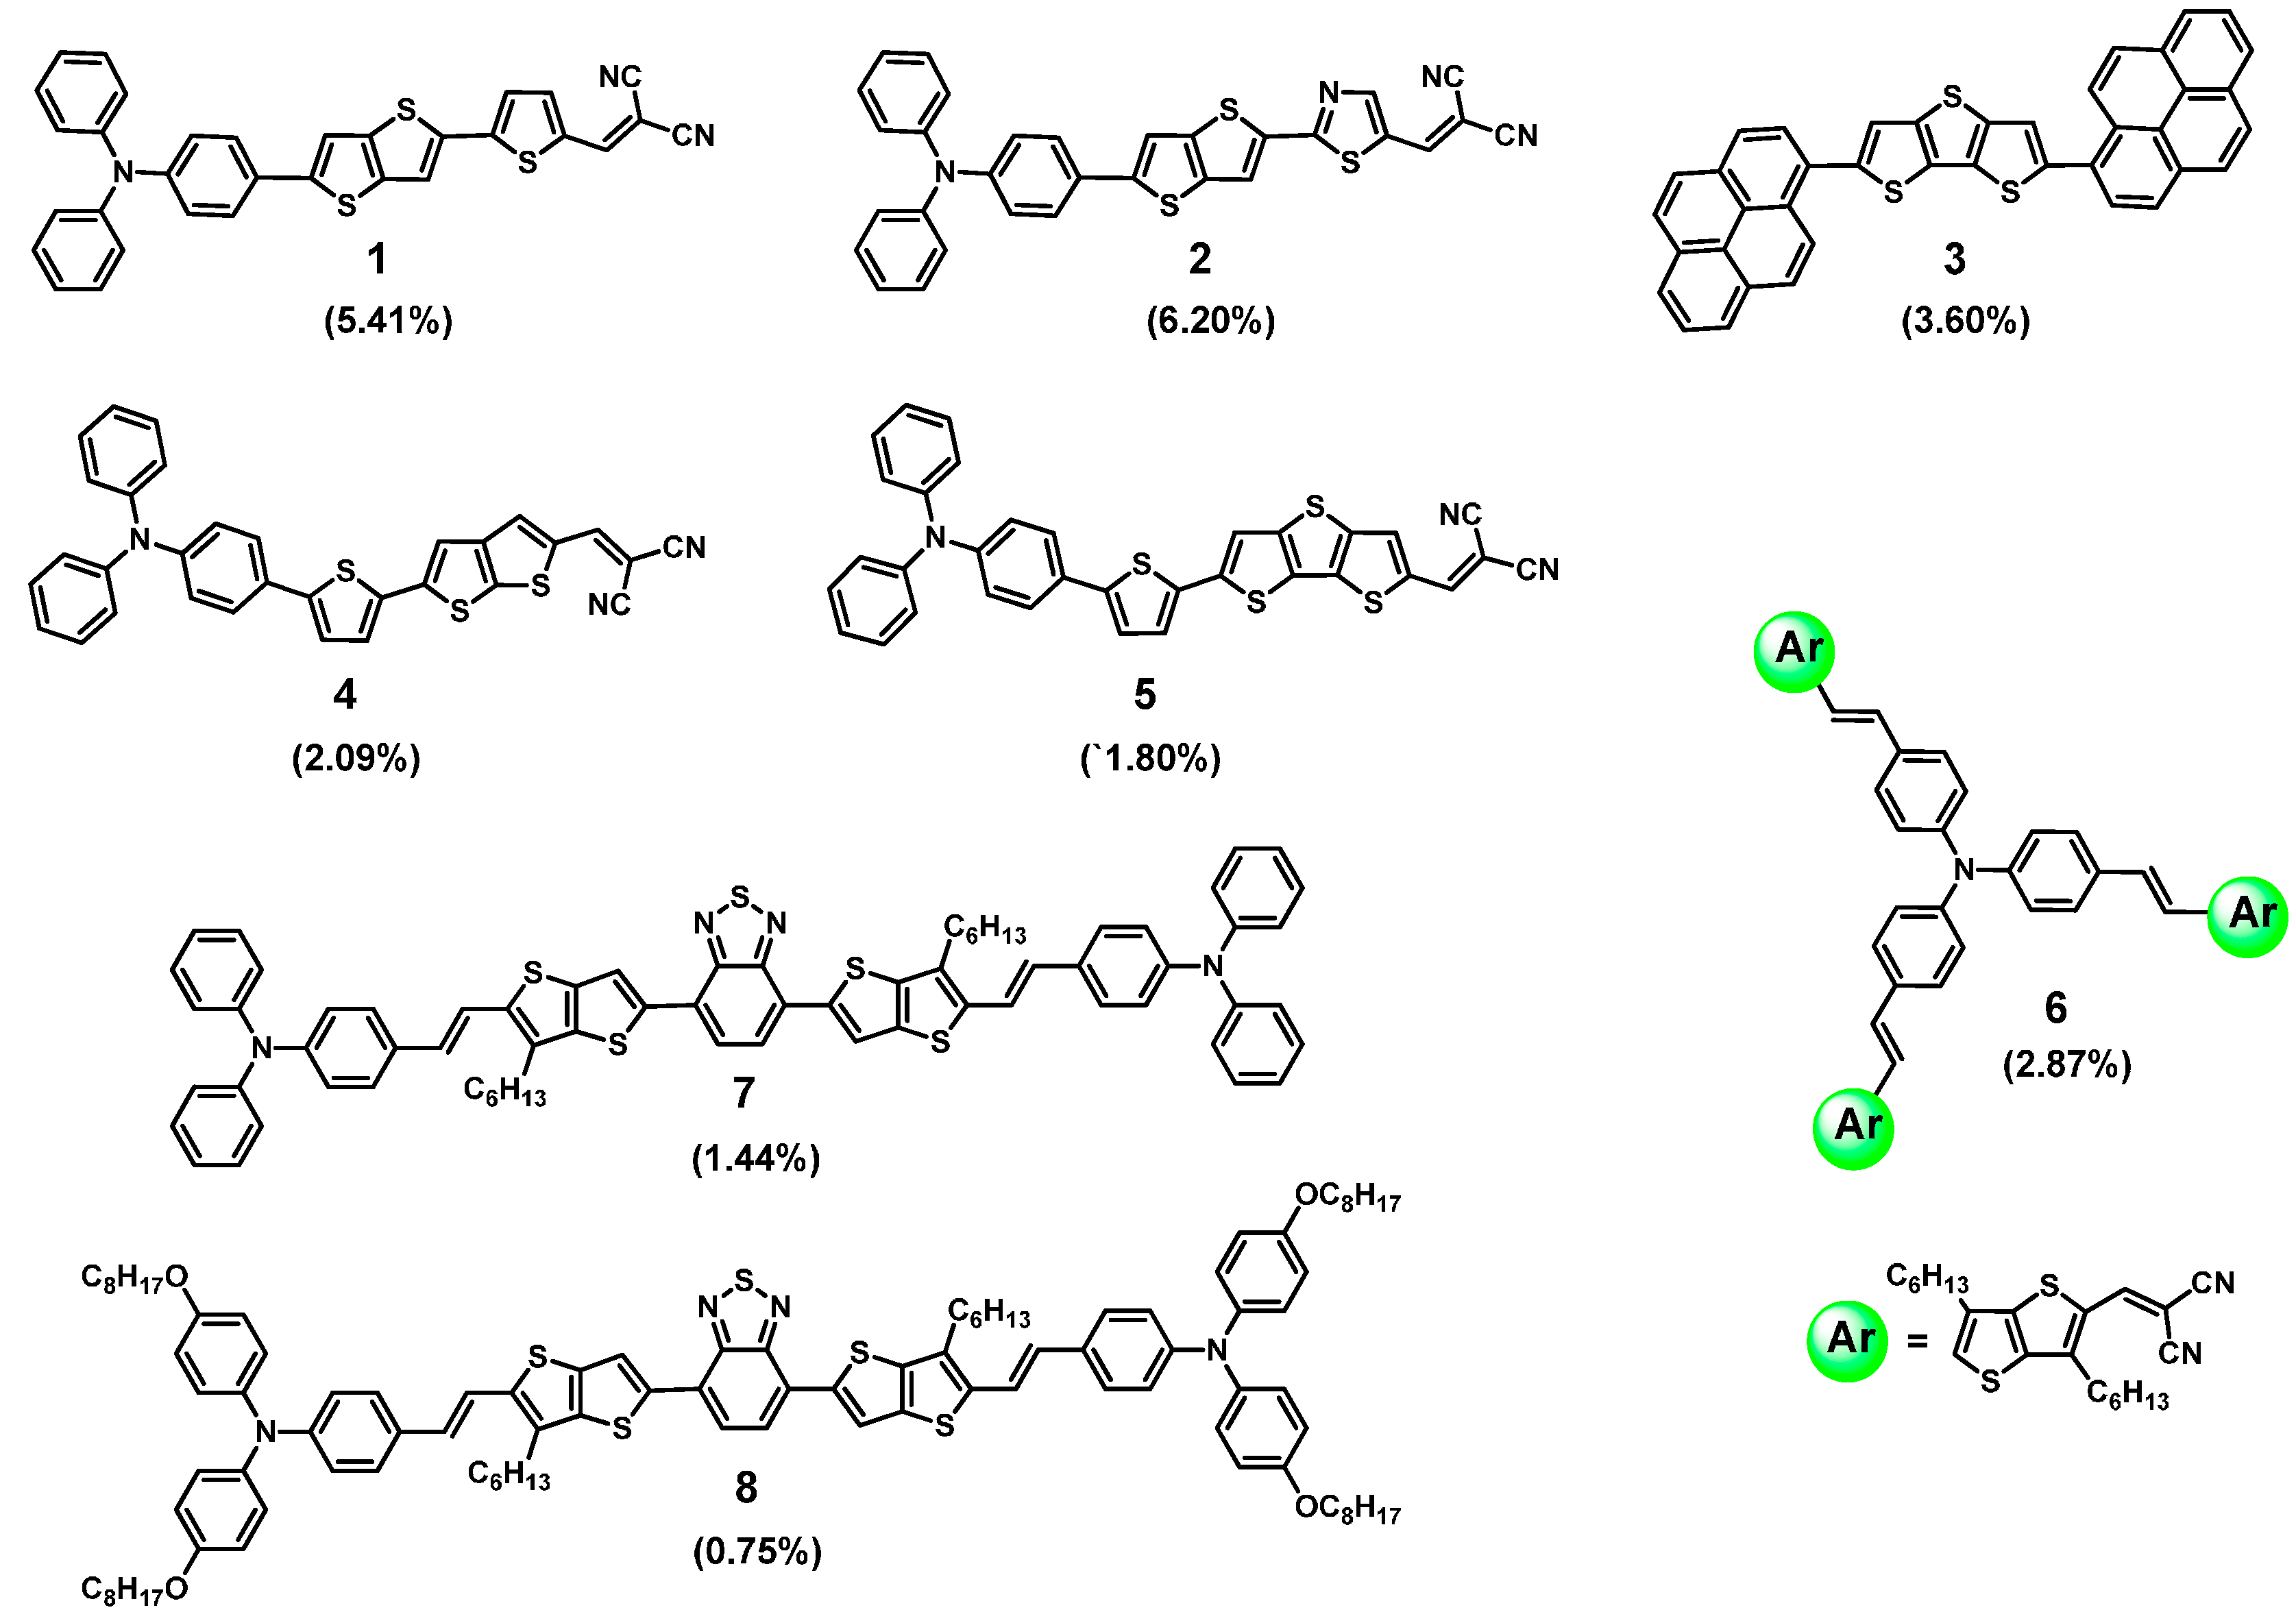 NC
S
CN
N
S
S
1
(5.41%)
NC
N
S
CN
N
S
S
2
(6.20%)
S
S
S
3
(3.60%)
N
S
S
S
CN
NC
4
(2.09%)
N
S
S
S
S
NC
CN
5
(`1.80%)
Ar
N
Ar
Ar
6
(2.87%)
S
N
N
C6H13
S
S
N
N
S
S
C6H13
7
(1.44%)
OC8H17
C8H17O
S
N
N
C6H13
S
S
N
N
S
S
C6H13
OC8H17
C8H17O
8
(0.75%)
C6H13
S
CN
Ar
=
CN
S
C6H13